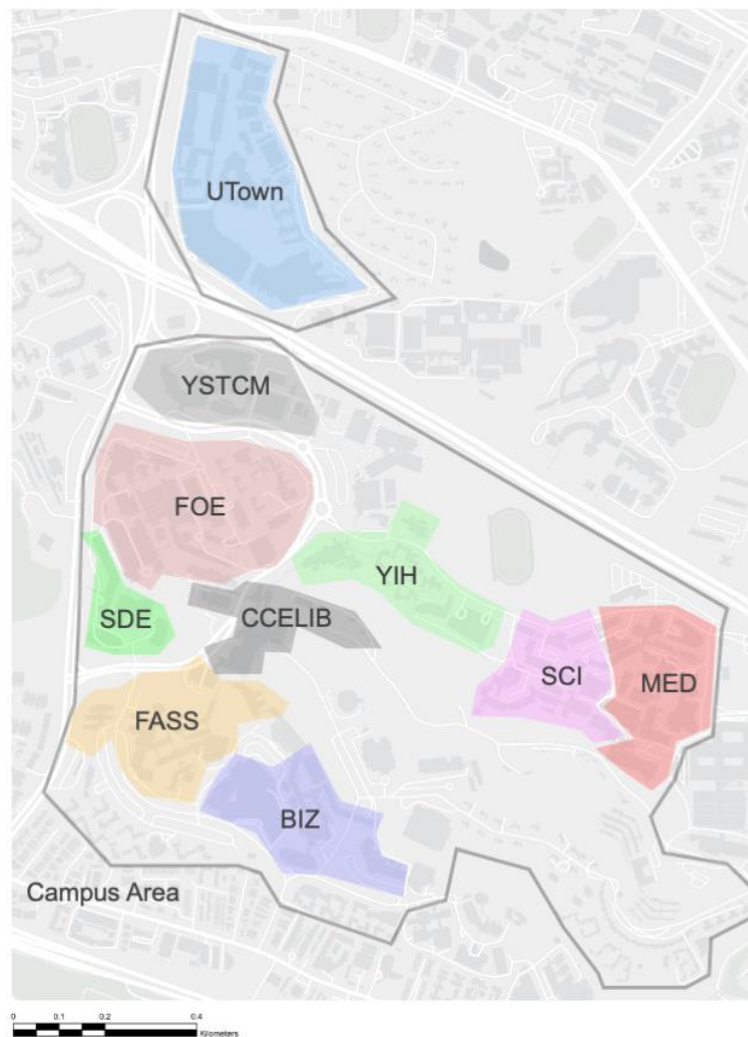 UTown
YSTCM
FOE
YIH
SDE
CCELIB
SCI
MED
FASS
BIZ
Campus Area
0 0.1 0.2 0.4
Kilometers